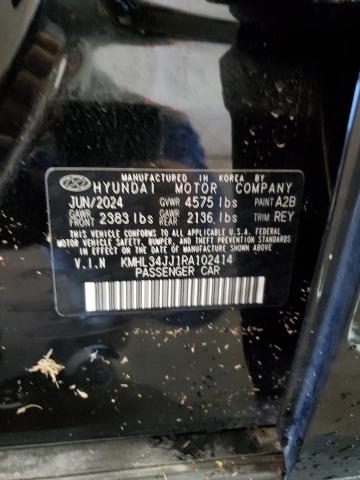 MANUFACTURED IN KOREA BY
HYUNDAI MOTOR COMPANY
JUN/2024 GVWR 4575 lbs PAINT A2B
GAWR FRONT 2383 lbs GAWR REAR 2136 lbs TRIM REY
THIS VEHICLE CONFORMS TO ALL APPLICABLE
U.S. FEDERAL MOTOR VEHICLE SAFETY, BUMPER,
AND THEFT PREVENTION STANDARDS IN EFFECT ON THE
DATE OF MANUFACTURE SHOWN ABOVE.
V.I.N KMHL34JJ1RA102414
PASSENGER CAR